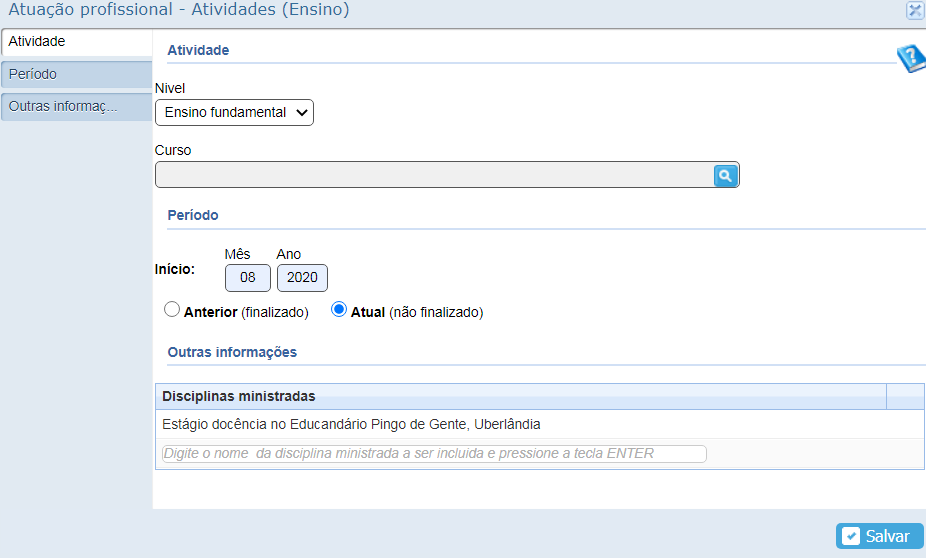 Atuação profissional - Atividades (Ensino)
Atividade
Período
Outras informaç...
Atividade
Nivel
Ensino fundamental
Curso
Período
Mês Ano
Início: 08 2020
Anterior (finalizado) Atual (não finalizado)
Outras informações
Disciplinas ministradas
Estágio docência no Educandário Pingo de Gente, Uberlândia
Digite o nome da disciplina ministrada a ser incluida e pressione a tecla ENTER
Salvar